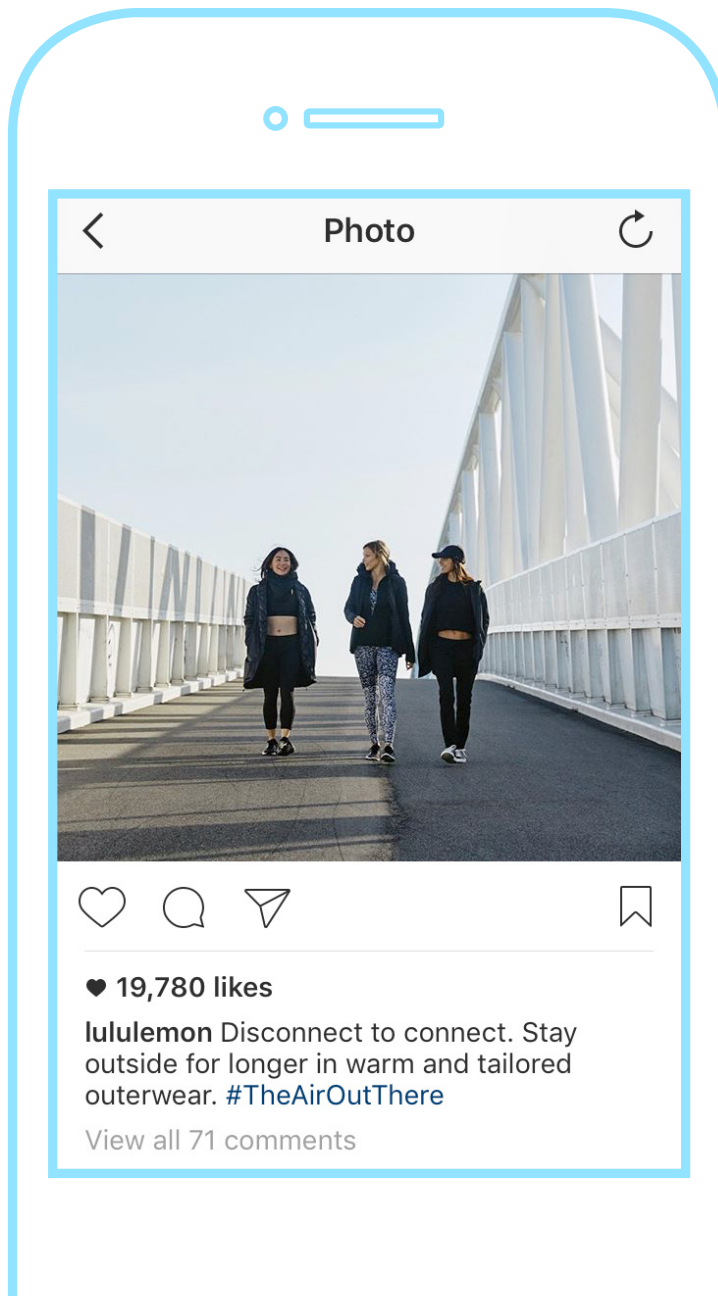 Photo
19,780 likes
lululemon Disconnect to connect. Stay
outside for longer in warm and tailored
outerwear. #TheAirOutThere
View all 71 comments